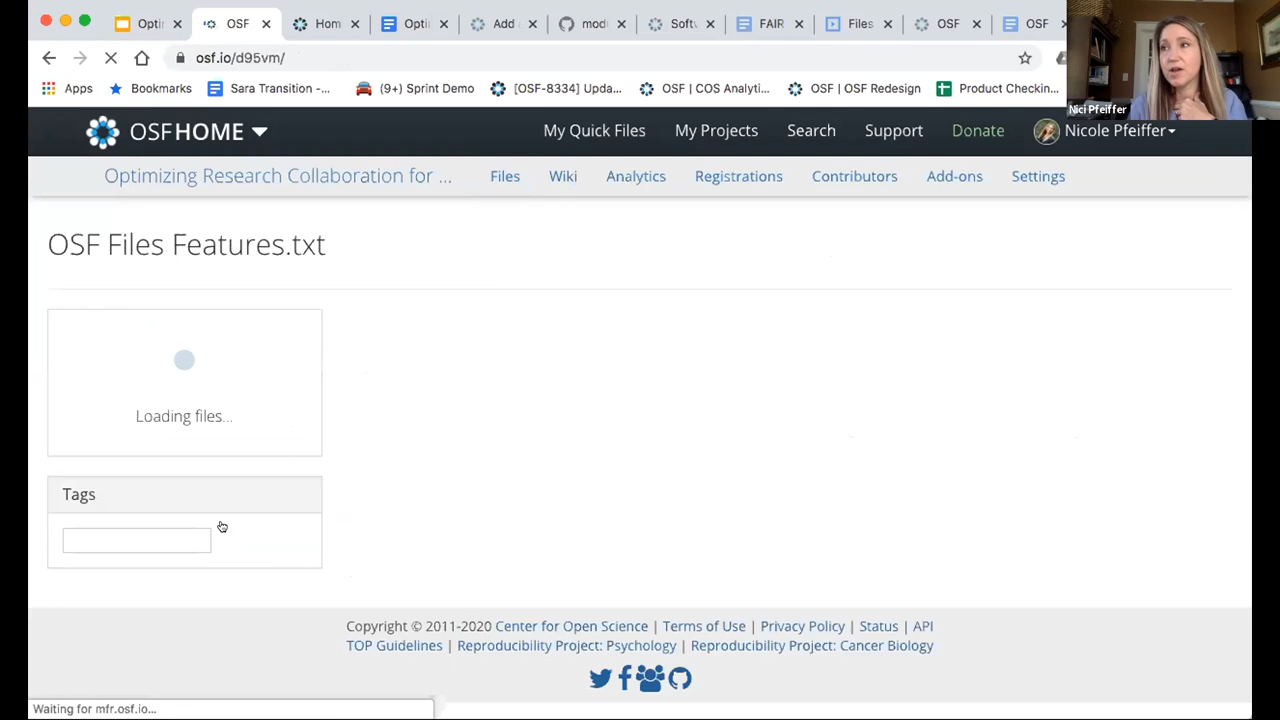 Opti
OSF
Hom
Opti
Add
mod
Softv
FAIR
Files
OSF
OSF
osf.io/d95vm/
Apps
Bookmarks
Sara Transition -...
(9+) Sprint Demo
[OSF-8334] Upda...
OSF | COS Analyti...
OSF | OSF Redesign
Product Checkin...
Nici Pfeiffer
OSFHOME
My Quick Files
My Projects
Search
Support
Donate
Nicole Pfeiffer
Optimizing Research Collaboration for ...
Files
Wiki
Analytics
Registrations
Contributors
Add-ons
Settings
OSF Files Features.txt
Loading files...
Tags
Copyright © 2011-2020 Center for Open Science | Terms of Use | Privacy Policy | Status | API
TOP Guidelines | Reproducibility Project: Psychology | Reproducibility Project: Cancer Biology
Waiting for mfr.osf.io...